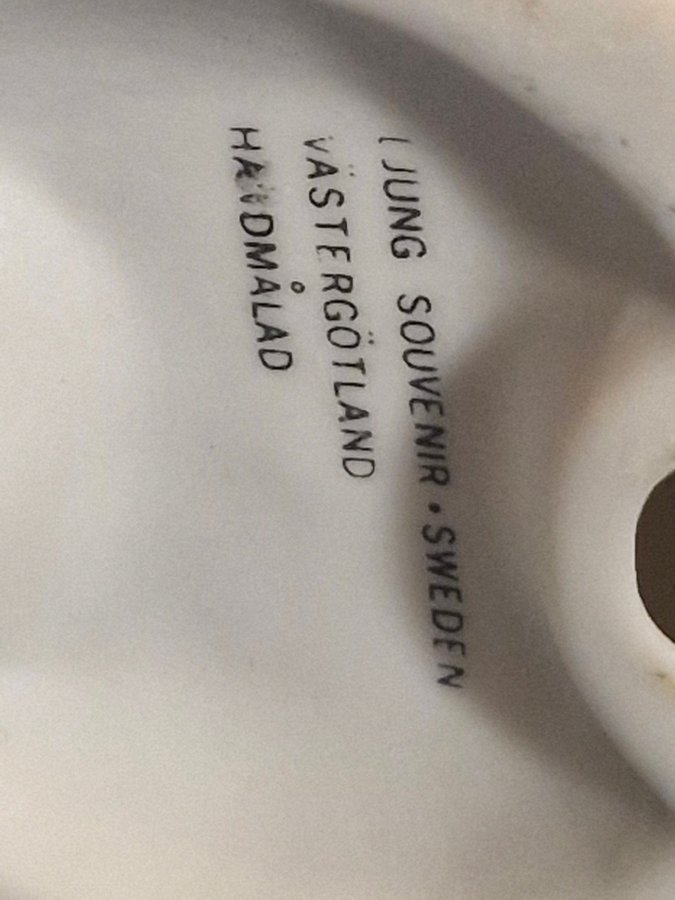 LJUNG SOUVENIR • SWEDEN
VÄSTERGÖTLAND
HANDMÅLAD